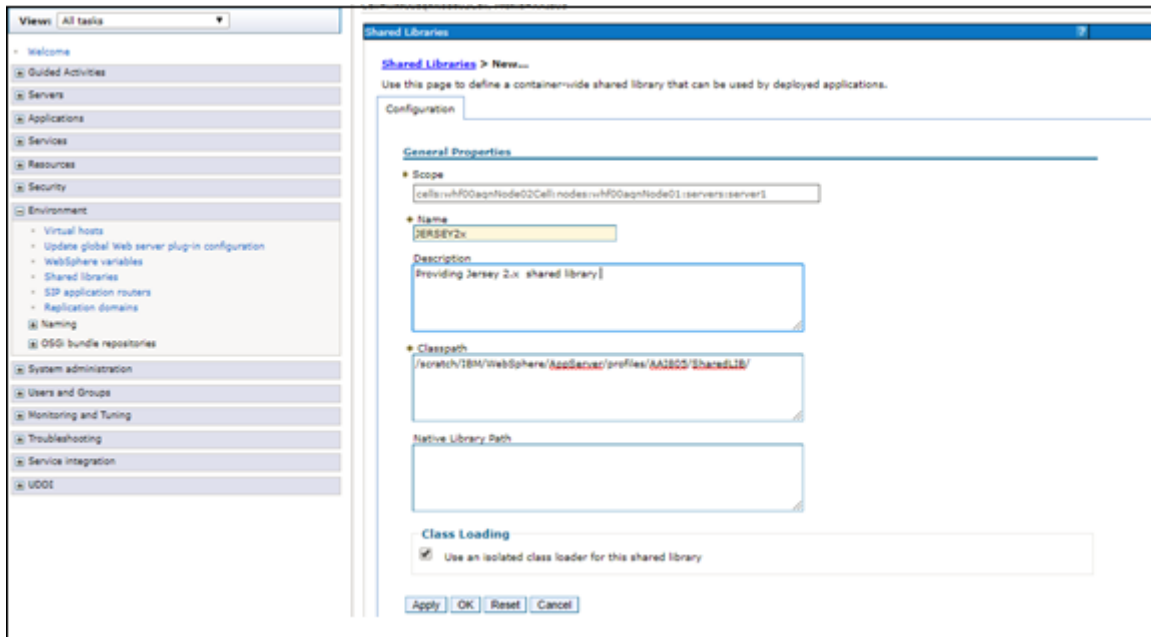 View: All tasks
Welcome
Guided Activities
Servers
Applications
Services
Resources
Security
Environment
Virtual hosts
Update global Web server plug-in configuration
WebSphere variables
Shared libraries
SIP application routers
Replication domains
Naming
OSGi bundle repositories
System administration
Users and Groups
Monitoring and Tuning
Troubleshooting
Service integration
UDDI
Shared Libraries ?
Shared Libraries > New...
Use this page to define a container-wide shared library that can be used by deployed applications.
Configuration
General Properties
Scope
cells:whf00aqnNode02Cell:nodes:whf00aqnNode01:servers:server1
Name
JERSEY2x
Description
Providing Jersey 2.x shared library
Classpath
/scratch/IBM/WebSphere/AppServer/profiles/AAI805/SharedLIB/
Native Library Path
Class Loading
Use an isolated class loader for this shared library
Apply OK Reset Cancel